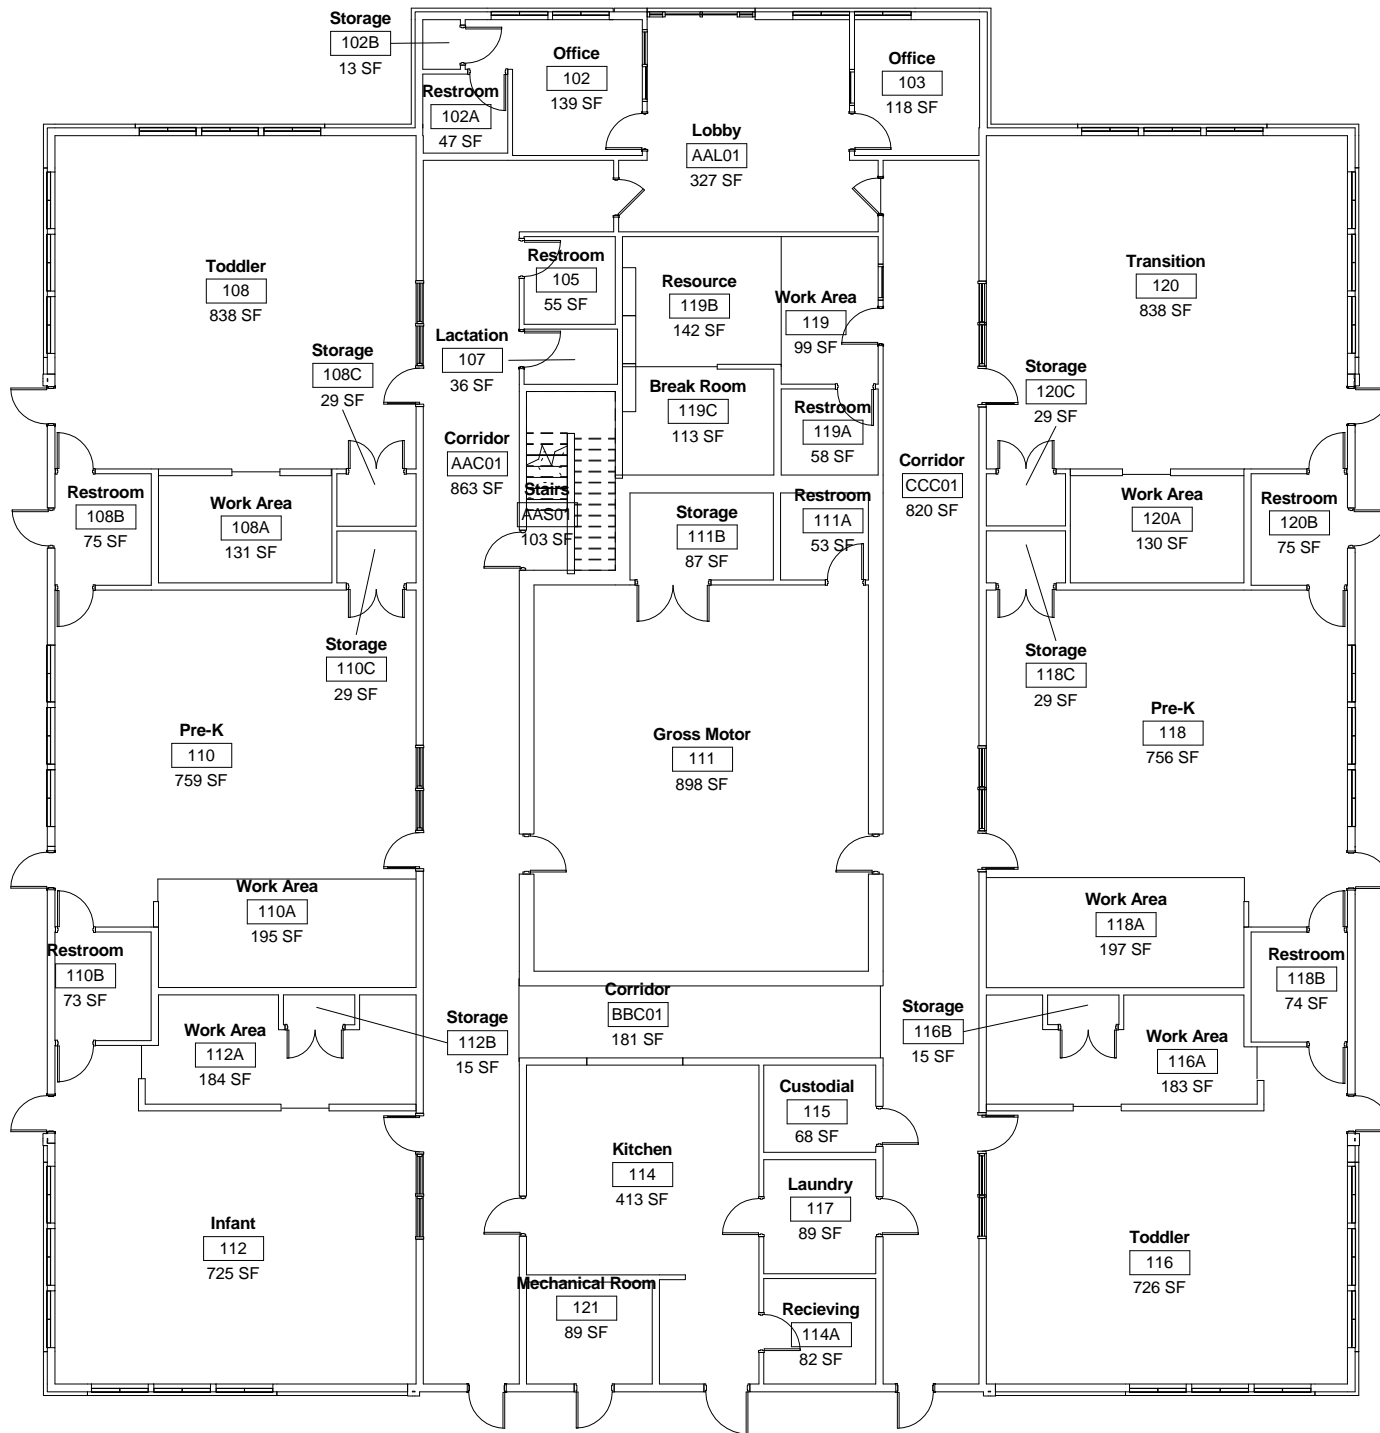 Storage
102B
13 SF
Office
102
139 SF
Office
103
118 SF
Restroom
102A
47 SF
Lobby
AAL01
327 SF
Toddler
108
838 SF
Restroom
105
55 SF
Resource
119B
142 SF
Work Area
119
99 SF
Transition
120
838 SF
Storage
108C
29 SF
Lactation
107
36 SF
Break Room
119C
113 SF
Restroom
119A
58 SF
Storage
120C
29 SF
Corridor
AAC01
863 SF
Corridor
CCC01
820 SF
Restroom
108B
75 SF
Work Area
108A
131 SF
Stairs
AAS01
103 SF
Storage
111B
87 SF
Restroom
111A
53 SF
Work Area
120A
130 SF
Restroom
120B
75 SF
Storage
110C
29 SF
Storage
118C
29 SF
Pre-K
110
759 SF
Gross Motor
111
898 SF
Pre-K
118
756 SF
Work Area
110A
195 SF
Work Area
118A
197 SF
Restroom
110B
73 SF
Restroom
118B
74 SF
Corridor
BBC01
181 SF
Work Area
112A
184 SF
Storage
112B
15 SF
Storage
116B
15 SF
Work Area
116A
183 SF
Custodial
115
68 SF
Kitchen
114
413 SF
Laundry
117
89 SF
Infant
112
725 SF
Toddler
116
726 SF
Mechanical Room
121
89 SF
Recieving
114A
82 SF